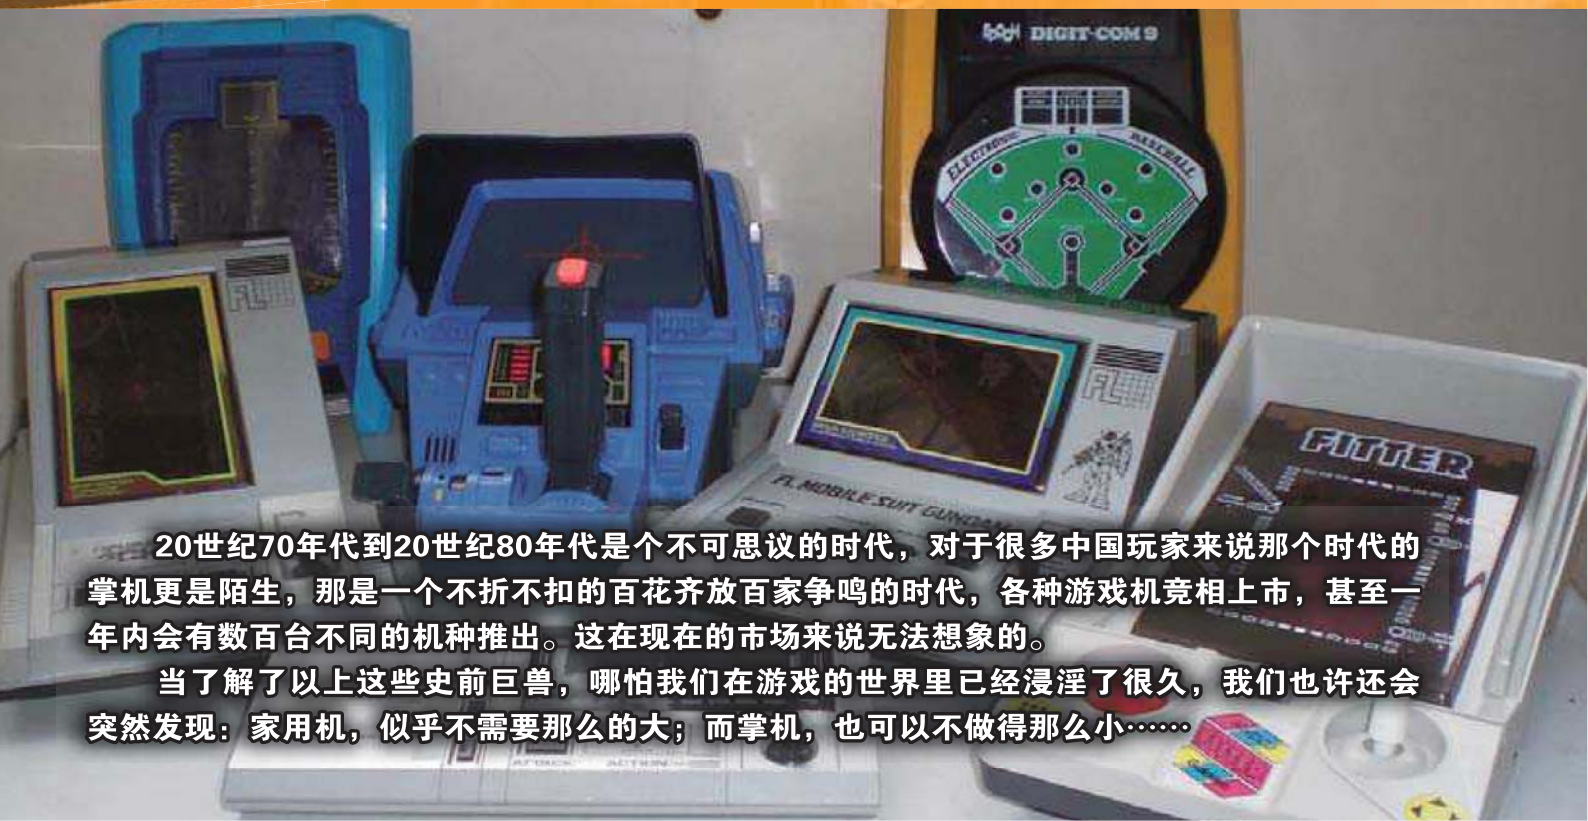 EPOCH DIGIT-COM 9
ELECTRONIC BASEBALL
FL
FL
FL MOBILE SUIT GUNDAM
FITTER
20世纪70年代到20世纪80年代是个不可思议的时代，对于很多中国玩家来说那个时代的
掌机更是陌生，那是一个不折不扣的百花齐放百家争鸣的时代，各种游戏机竞相上市，甚至一
年内会有数百台不同的机种推出。这在现在的市场来说无法想象的。
当了解了以上这些史前巨兽，哪怕我们在游戏的世界里已经浸淫了很久，我们也许还会
突然发现：家用机，似乎不需要那么的大；而掌机，也可以不做得那么小……
ATTACK ACTION